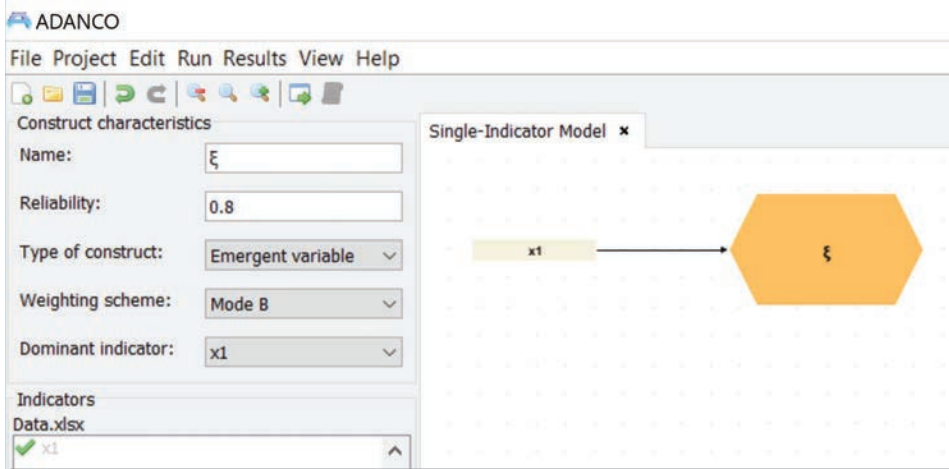 ADANCO
File Project Edit Run Results View Help
Construct characteristics
Name: ξ
Reliability: 0.8
Type of construct: Emergent variable
Weighting scheme: Mode B
Dominant indicator: x1
Indicators
Data.xlsx
x1
Single-Indicator Model ×
x1
ξ